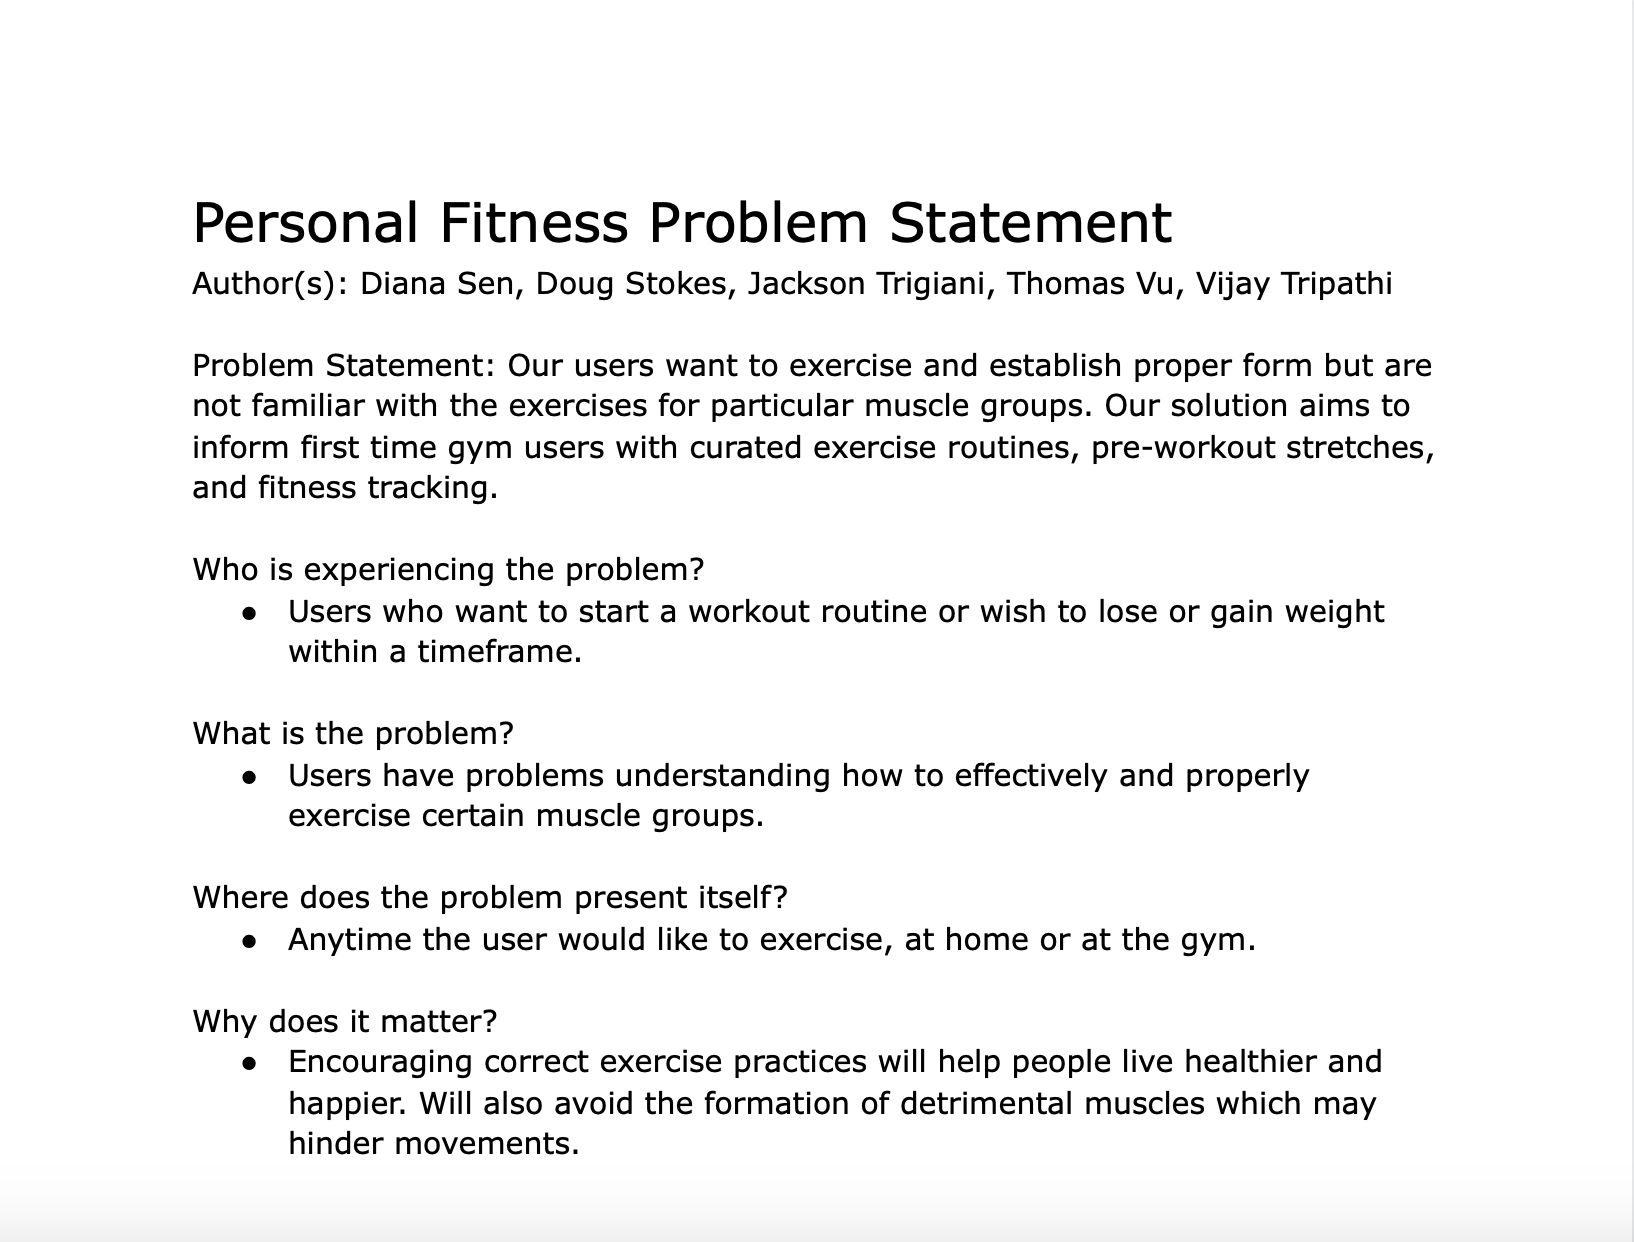 Personal Fitness Problem Statement
Author(s): Diana Sen, Doug Stokes, Jackson Trigiani, Thomas Vu, Vijay Tripathi
Problem Statement: Our users want to exercise and establish proper form but are
not familiar with the exercises for particular muscle groups. Our solution aims to
inform first time gym users with curated exercise routines, pre-workout stretches,
and fitness tracking.
Who is experiencing the problem?
● Users who want to start a workout routine or wish to lose or gain weight
within a timeframe.
What is the problem?
● Users have problems understanding how to effectively and properly
exercise certain muscle groups.
Where does the problem present itself?
● Anytime the user would like to exercise, at home or at the gym.
Why does it matter?
● Encouraging correct exercise practices will help people live healthier and
happier. Will also avoid the formation of detrimental muscles which may
hinder movements.